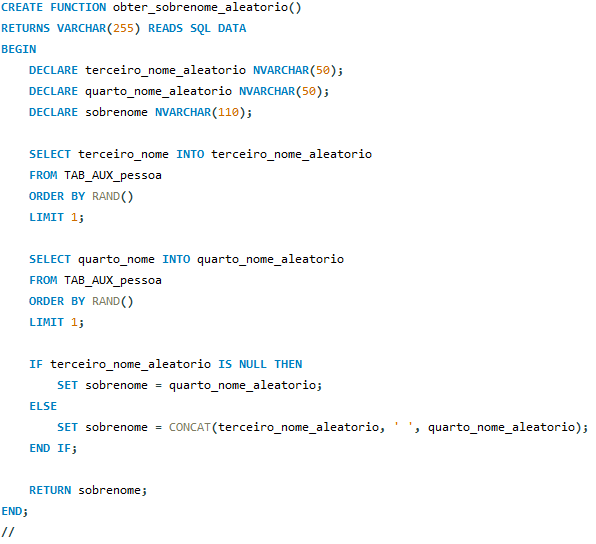 CREATE FUNCTION obter_sobrenome_aleatorio()
RETURNS VARCHAR(255) READS SQL DATA
BEGIN
    DECLARE terceiro_nome_aleatorio NVARCHAR(50);
    DECLARE quarto_nome_aleatorio NVARCHAR(50);
    DECLARE sobrenome NVARCHAR(110);

    SELECT terceiro_nome INTO terceiro_nome_aleatorio
    FROM TAB_AUX_pessoa
    ORDER BY RAND()
    LIMIT 1;

    SELECT quarto_nome INTO quarto_nome_aleatorio
    FROM TAB_AUX_pessoa
    ORDER BY RAND()
    LIMIT 1;

    IF terceiro_nome_aleatorio IS NULL THEN
        SET sobrenome = quarto_nome_aleatorio;
    ELSE
        SET sobrenome = CONCAT(terceiro_nome_aleatorio, ' ', quarto_nome_aleatorio);
    END IF;

    RETURN sobrenome;
END;
//